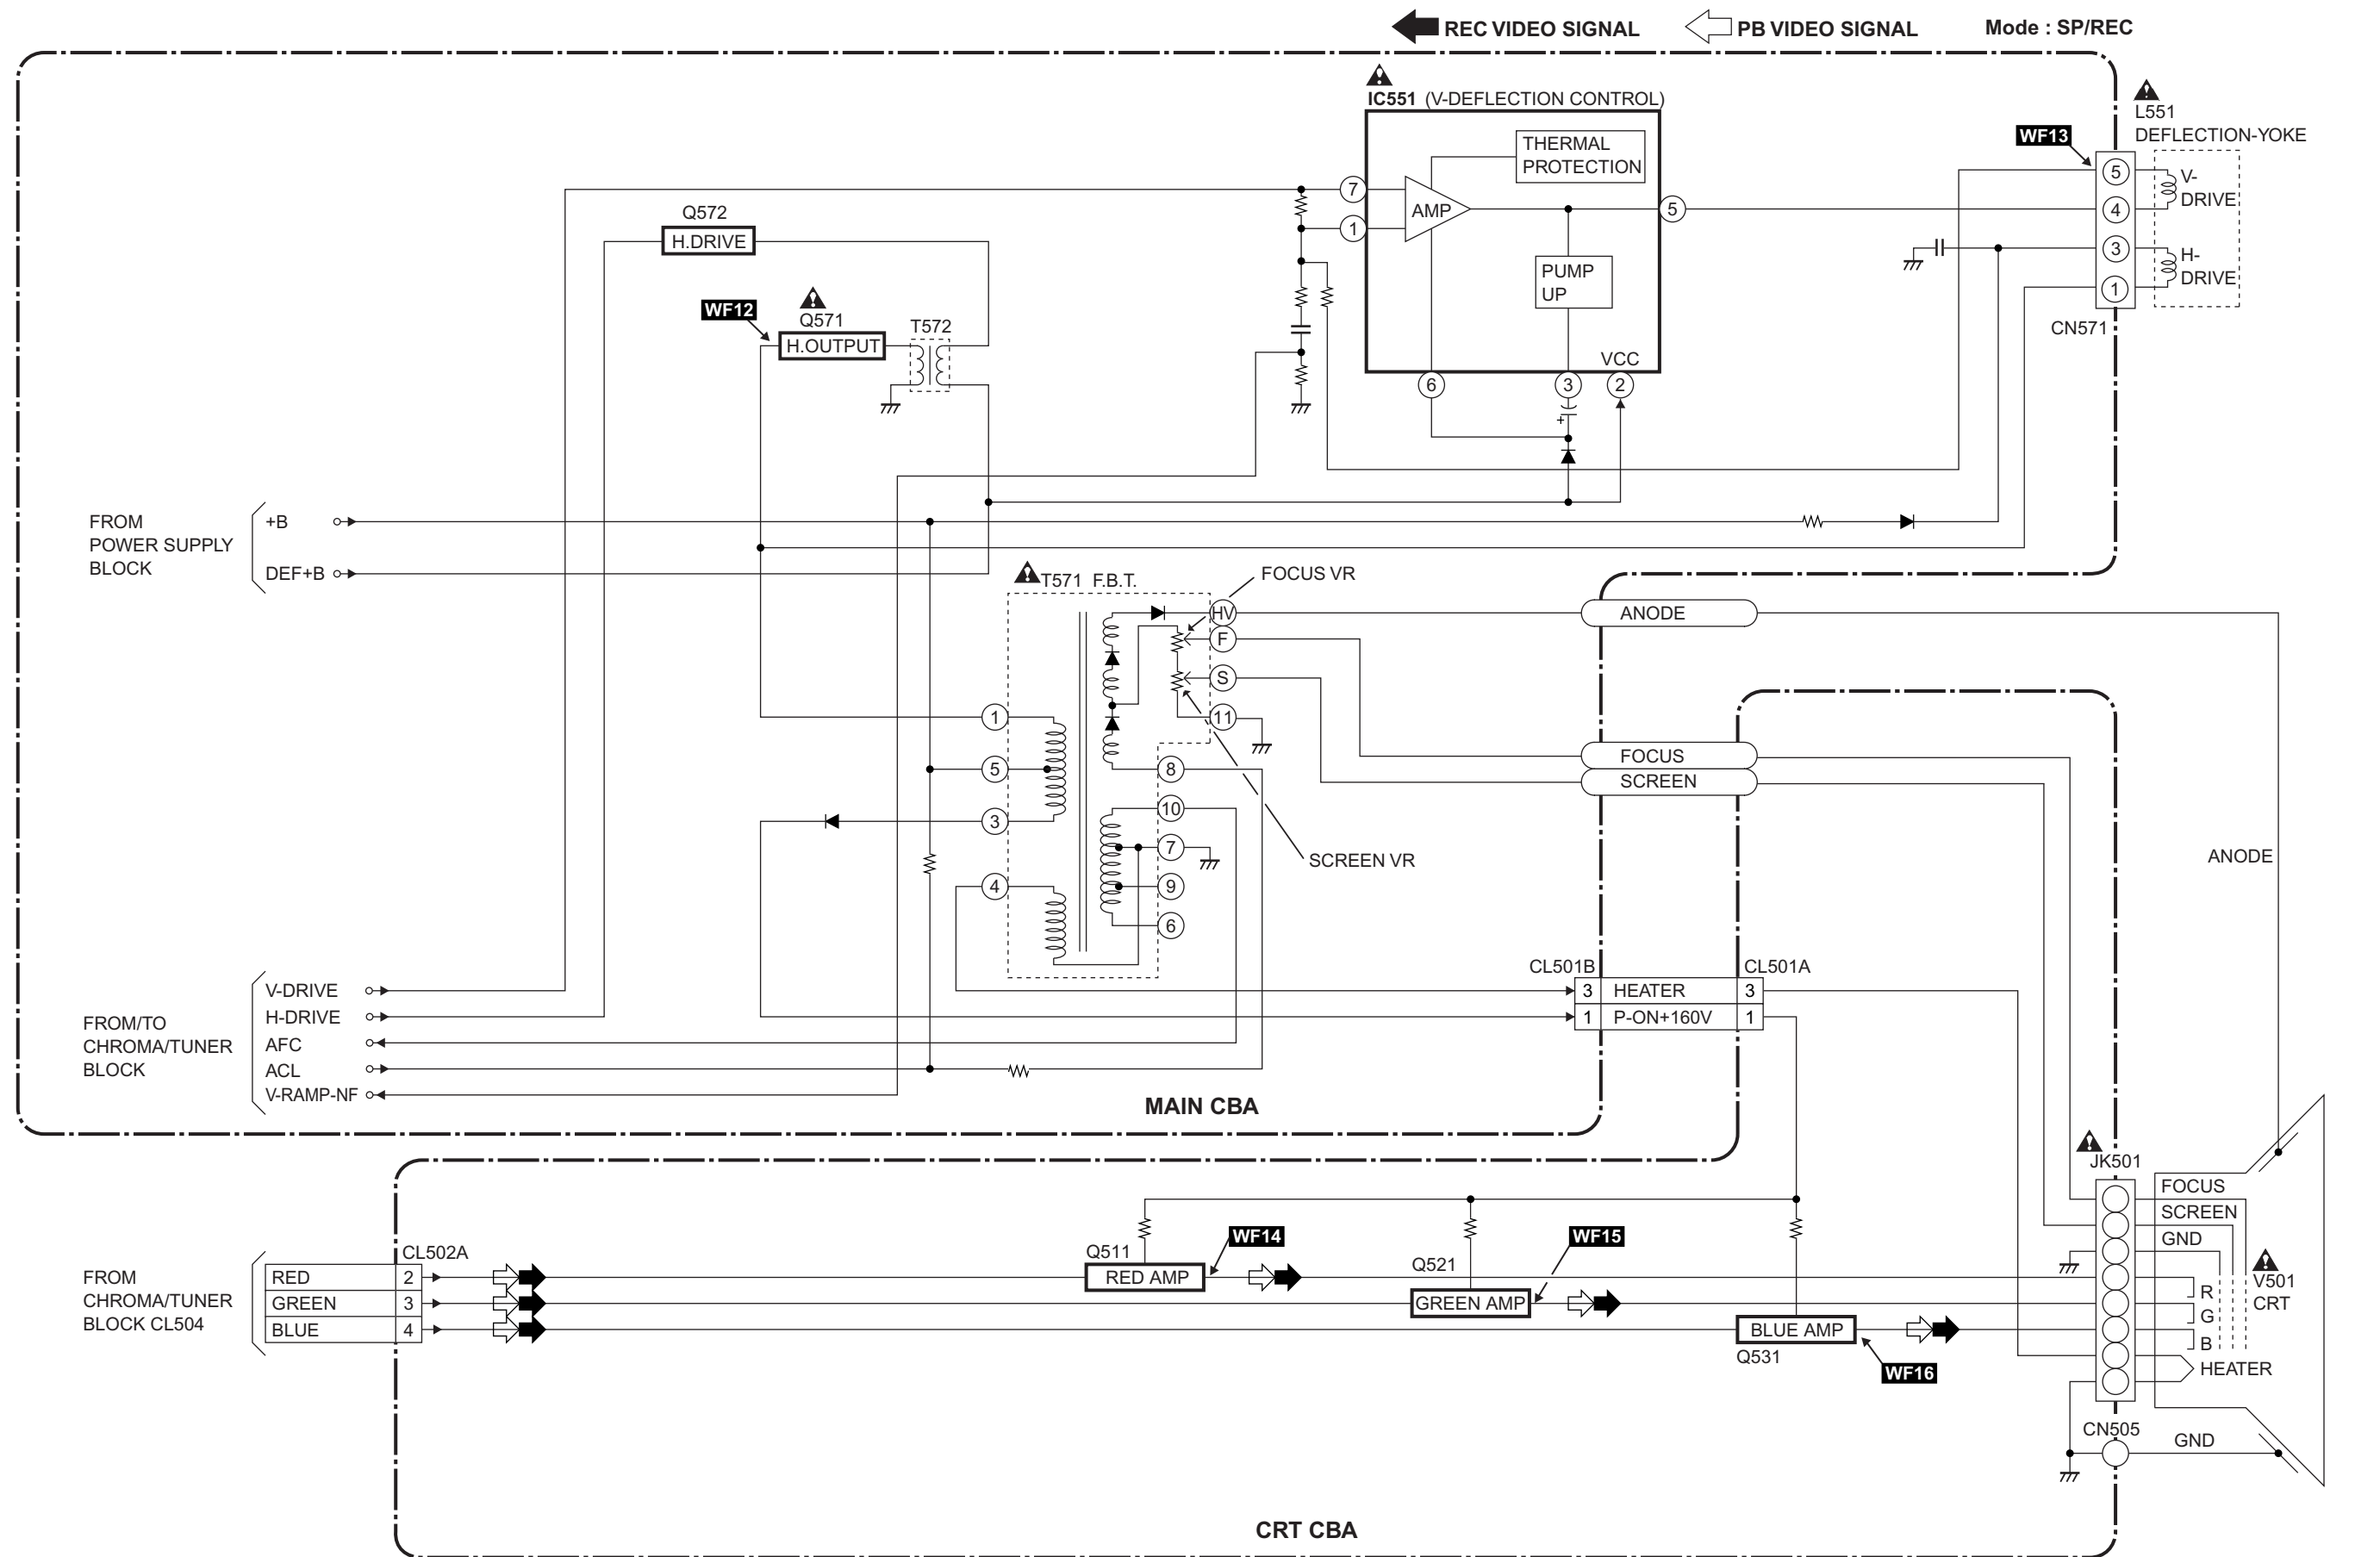 REC VIDEO SIGNAL
PB VIDEO SIGNAL
Mode : SP/REC
IC551 (V-DEFLECTION CONTROL)
THERMAL
PROTECTION
7
AMP
1
5
PUMP
UP
VCC
6
3
2
L551
DEFLECTION-YOKE
WF13
5
V-
DRIVE
4
3
H-
DRIVE
1
CN571
Q572
H.DRIVE
WF12
Q571
H.OUTPUT
T572
+
FROM
POWER SUPPLY
BLOCK
+B
DEF+B
T571 F.B.T.
FOCUS VR
HV
F
S
11
1
5
3
4
8
10
7
9
6
SCREEN VR
ANODE
FOCUS
SCREEN
ANODE
CL501B
CL501A
3 HEATER 3
1 P-ON+160V 1
FROM/TO
CHROMA/TUNER
BLOCK
V-DRIVE
H-DRIVE
AFC
ACL
V-RAMP-NF
MAIN CBA
JK501
FOCUS
SCREEN
GND
R
G
B
HEATER
V501
CRT
CN505
GND
FROM
CHROMA/TUNER
BLOCK CL504
CL502A
RED 2
GREEN 3
BLUE 4
Q511
RED AMP
WF14
Q521
GREEN AMP
WF15
BLUE AMP
Q531
WF16
CRT CBA